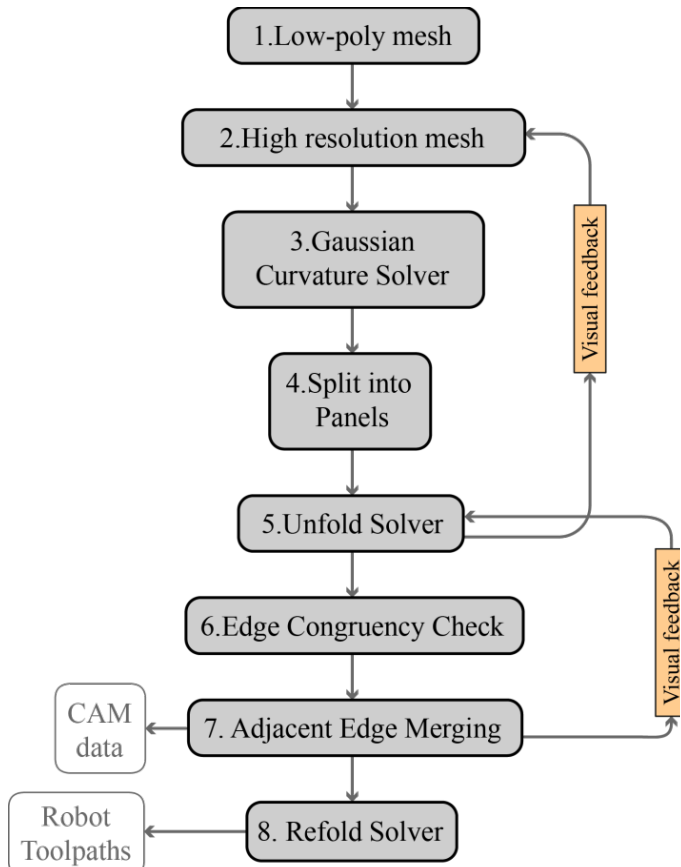 1.Low-poly mesh
2.High resolution mesh
3.Gaussian
Curvature Solver
Visual feedback
4.Split into
Panels
5.Unfold Solver
Visual feedback
6.Edge Congruency Check
CAM
data
7. Adjacent Edge Merging
Robot
Toolpaths
8. Refold Solver